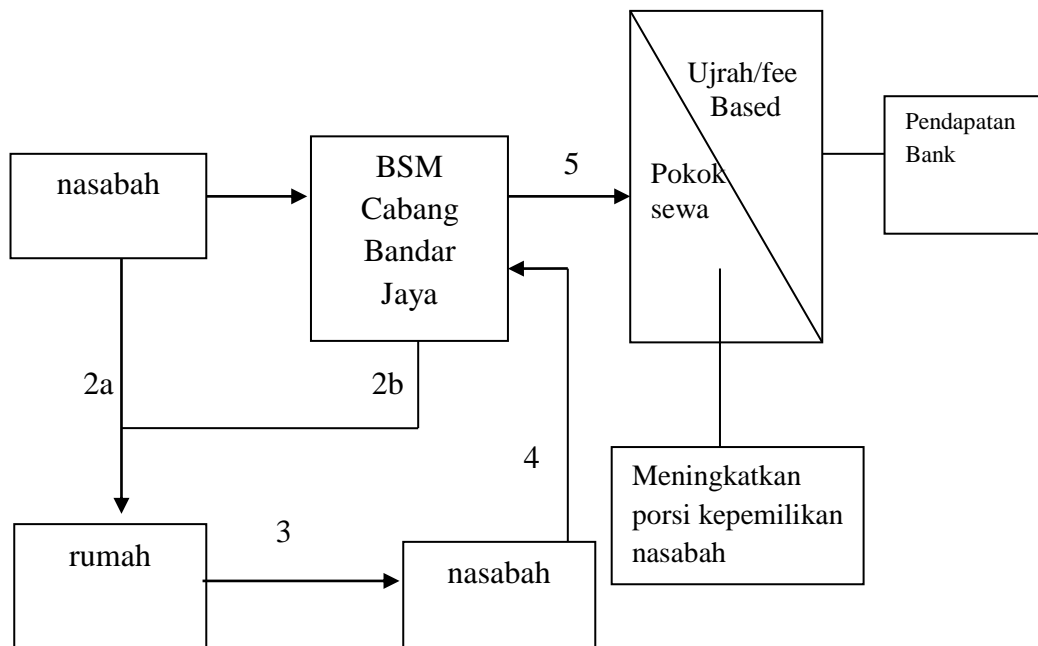 nasabah
BSM
Cabang
Bandar
Jaya
5
Ujrah/fee
Based
Pokok
sewa
Pendapatan
Bank
2a
2b
4
Meningkatkan
porsi kepemilikan
nasabah
rumah
3
nasabah